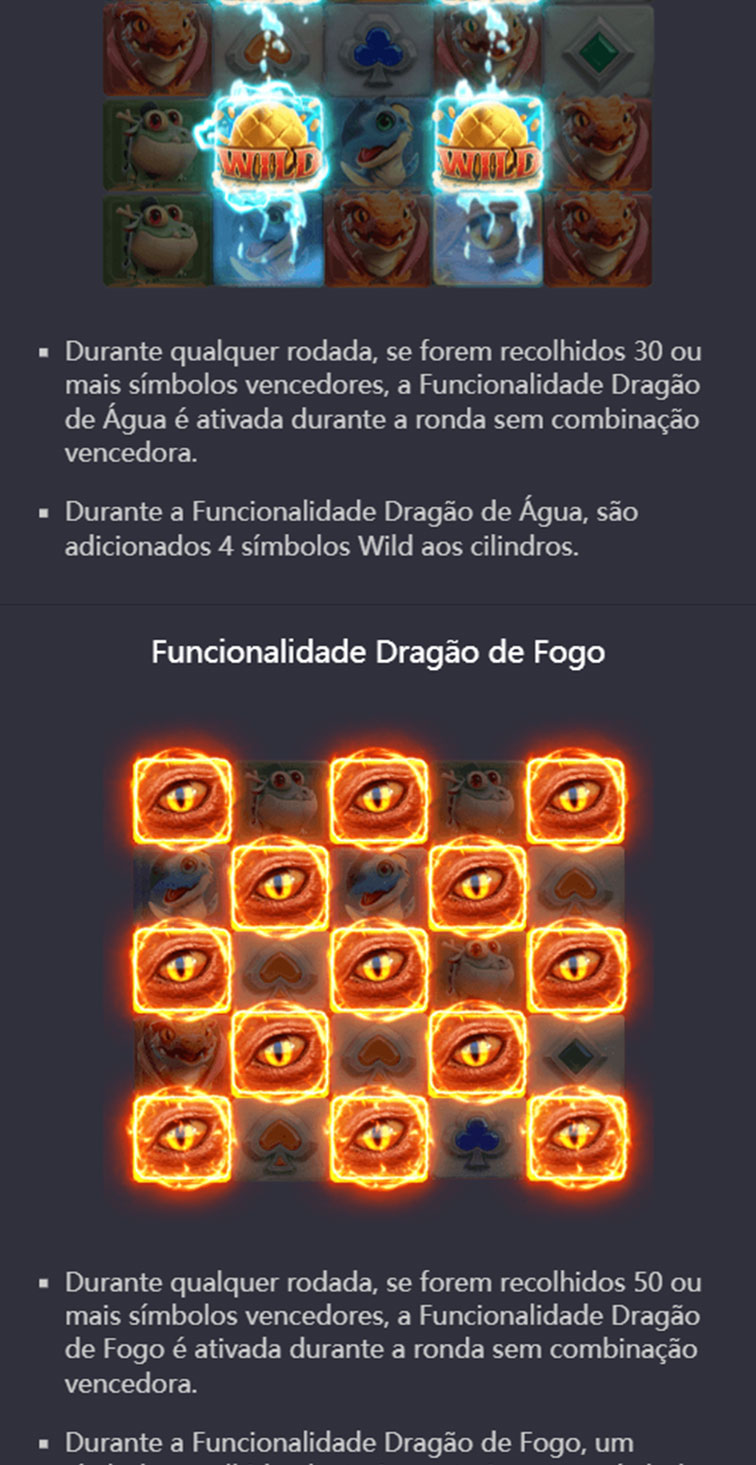 WILD WILD
Durante qualquer rodada, se forem recolhidos 30 ou
mais símbolos vencedores, a Funcionalidade Dragão
de Água é ativada durante a ronda sem combinação
vencedora.
Durante a Funcionalidade Dragão de Água, são
adicionados 4 símbolos Wild aos cilindros.
Funcionalidade Dragão de Fogo
Durante qualquer rodada, se forem recolhidos 50 ou
mais símbolos vencedores, a Funcionalidade Dragão
de Fogo é ativada durante a ronda sem combinação
vencedora.
Durante a Funcionalidade Dragão de Fogo, um